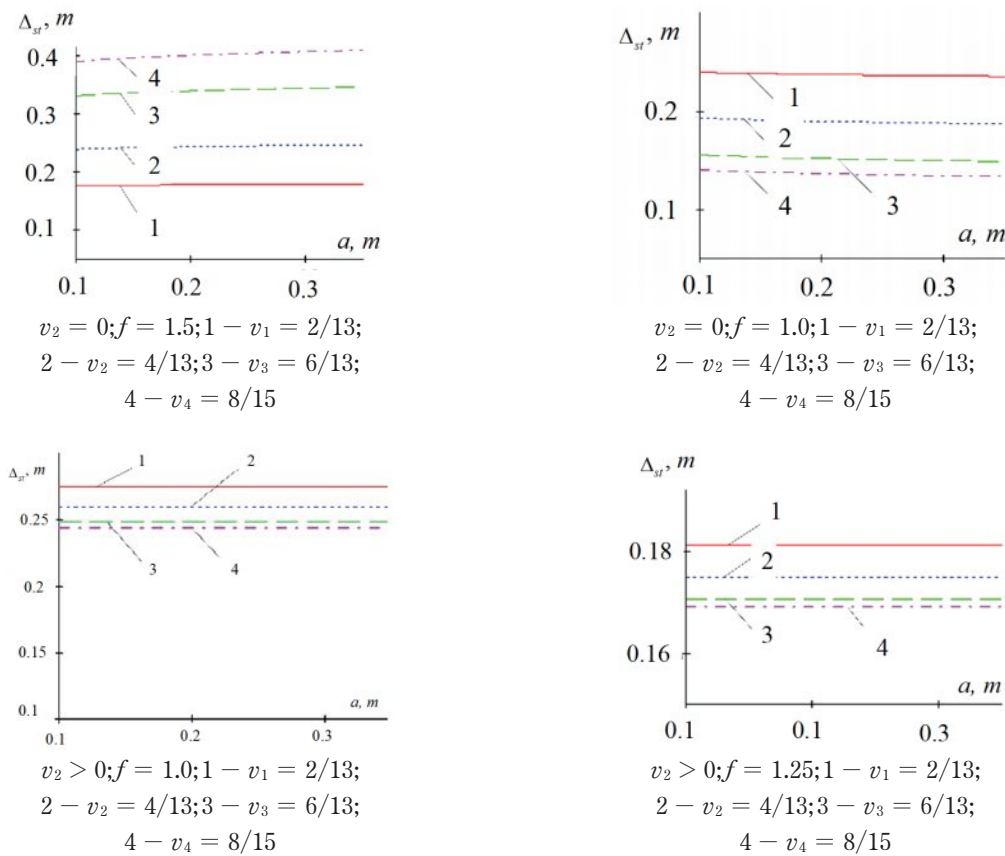 Δst, m
0.4
0.3
0.2
0.1
4
3
2
1
a, m
0.1 0.2 0.3
v₂ = 0;f = 1.5;1 − v₁ = 2/13;
2 − v₂ = 4/13;3 − v₃ = 6/13;
4 − v₄ = 8/15
Δst, m
0.2
0.1
1
2
3
4
a, m
0.1 0.2 0.3
v₂ = 0;f = 1.0;1 − v₁ = 2/13;
2 − v₂ = 4/13;3 − v₃ = 6/13;
4 − v₄ = 8/15
Δst, m
1 2
0.25
3 4
0.2
0.15
0.1
a, m
0.1 0.2 0.3
v₂ > 0;f = 1.0;1 − v₁ = 2/13;
2 − v₂ = 4/13;3 − v₃ = 6/13;
4 − v₄ = 8/15
Δst, m
1
0.18
2
3 4
0.16
a, m
0.1 0.1 0.3
v₂ > 0;f = 1.25;1 − v₁ = 2/13;
2 − v₂ = 4/13;3 − v₃ = 6/13;
4 − v₄ = 8/15